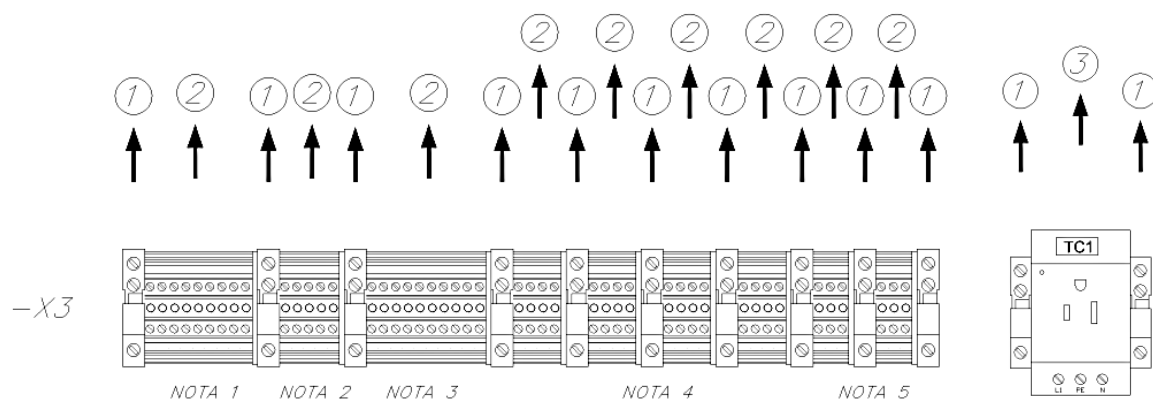 2 2 2 2 2 2
1 2 1 2 1 2 1 1 1 1 1 1 1
1 3 1
TC1
-X3
L1 PE N
NOTA 1 NOTA 2 NOTA 3 NOTA 4 NOTA 5